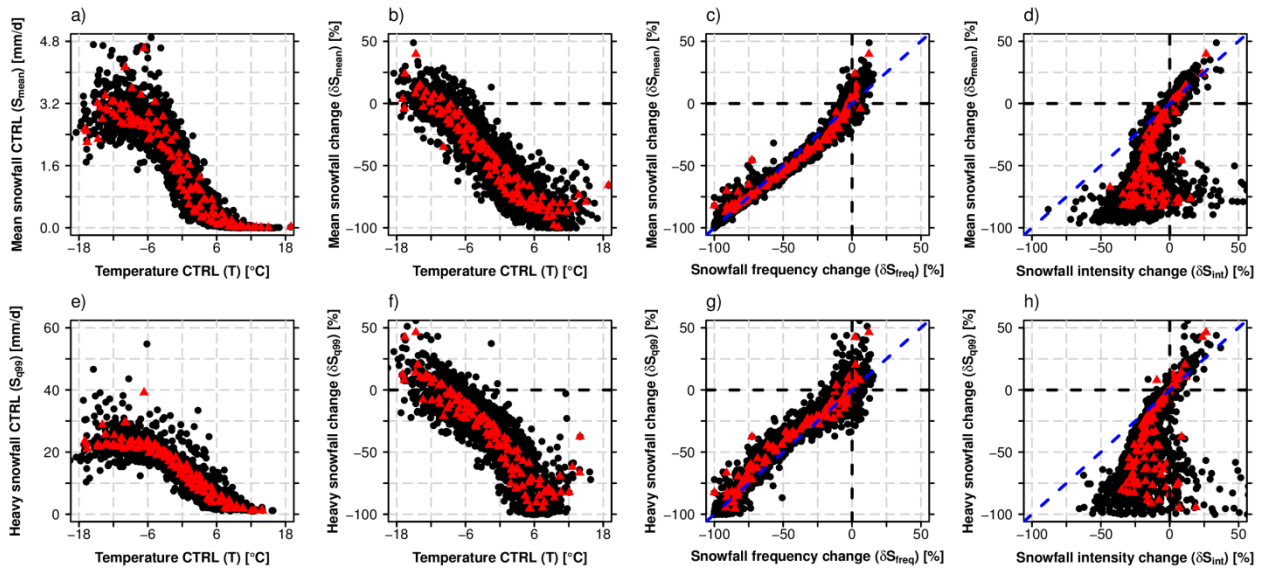 a)
Mean snowfall CTRL (Smean) [mm/d]
4.8
3.2
1.6
0.0
−18 −6 6 18
Temperature CTRL (T) [°C]
b)
Mean snowfall change (δSmean) [%]
50
0
−50
−100
−18 −6 6 18
Temperature CTRL (T) [°C]
c)
Mean snowfall change (δSmean) [%]
50
0
−50
−100
−100 −50 0 50
Snowfall frequency change (δSfreq) [%]
d)
Mean snowfall change (δSmean) [%]
50
0
−50
−100
−100 −50 0 50
Snowfall intensity change (δSint) [%]
e)
Heavy snowfall CTRL (Sq99) [mm/d]
60
40
20
0
−18 −6 6 18
Temperature CTRL (T) [°C]
f)
Heavy snowfall change (δSq99) [%]
50
0
−50
−100
−18 −6 6 18
Temperature CTRL (T) [°C]
g)
Heavy snowfall change (δSq99) [%]
50
0
−50
−100
−100 −50 0 50
Snowfall frequency change (δSfreq) [%]
h)
Heavy snowfall change (δSq99) [%]
50
0
−50
−100
−100 −50 0 50
Snowfall intensity change (δSint) [%]